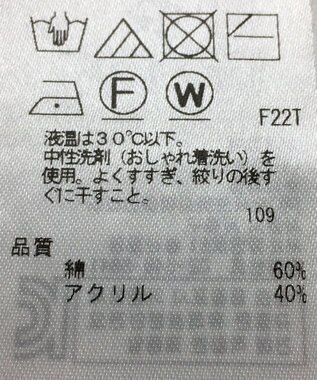 F W
F22T
液温は30℃以下。
中性洗剤（おしゃれ着洗い）を
使用。よくすすぎ、絞りの後す
ぐに干すこと。
109
品質
綿 60%
アクリル 40%